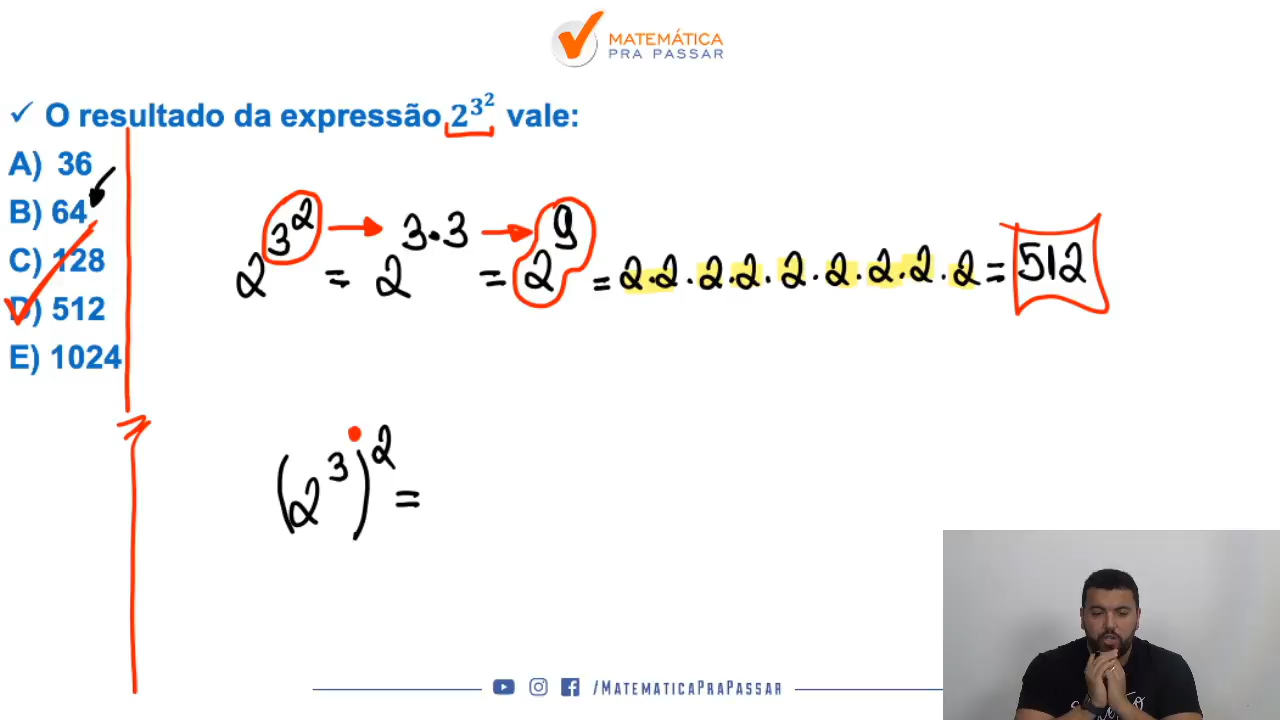 MATEMÁTICA
PRA PASSAR
✓ O resultado da expressão 2^{3^2} vale:
A) 36
B) 64
C) 128
D) 512
E) 1024
2^{3^2} = 2^{3·3} = 2^9 = 2·2·2·2·2·2·2·2·2 = 512
(2^3)^2 =
/MATEMATICAPRAPASSAR